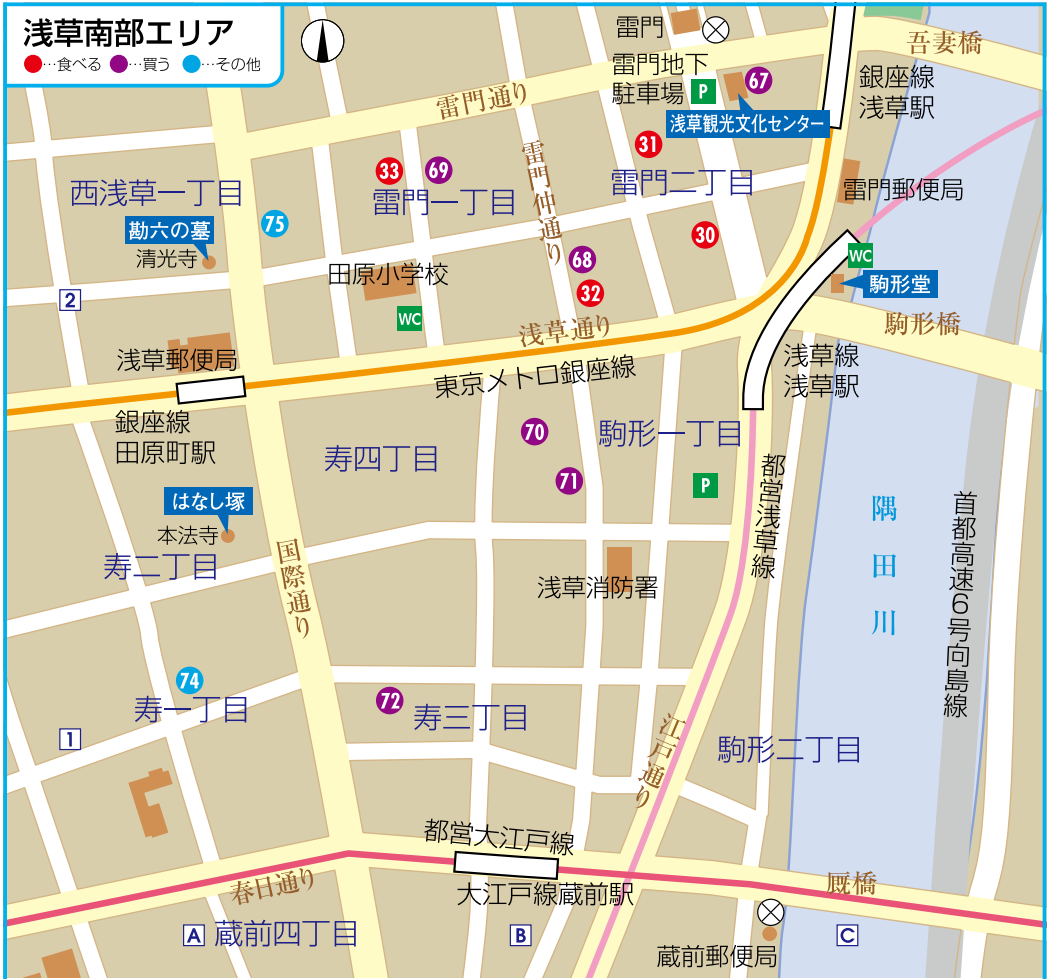 浅草南部エリア
●…食べる ●…買う ●…その他
雷門
雷門地下
駐車場
P
67
浅草観光文化センター
吾妻橋
銀座線
浅草駅
雷門通り
雷門仲通り
31
33
69
雷門一丁目
雷門二丁目
雷門郵便局
西浅草一丁目
75
勘六の墓
清光寺
30
68
32
WC
駒形堂
駒形橋
田原小学校
WC
2
浅草通り
浅草郵便局
東京メトロ銀座線
浅草線
浅草駅
銀座線
田原町駅
70
駒形一丁目
寿四丁目
71
P
都営浅草線
はなし塚
本法寺
寿二丁目
国際通り
浅草消防署
隅田川
首都高速6号向島線
74
寿一丁目
72
寿三丁目
1
江戸通り
駒形二丁目
都営大江戸線
大江戸線蔵前駅
春日通り
厩橋
A
蔵前四丁目
B
C
蔵前郵便局